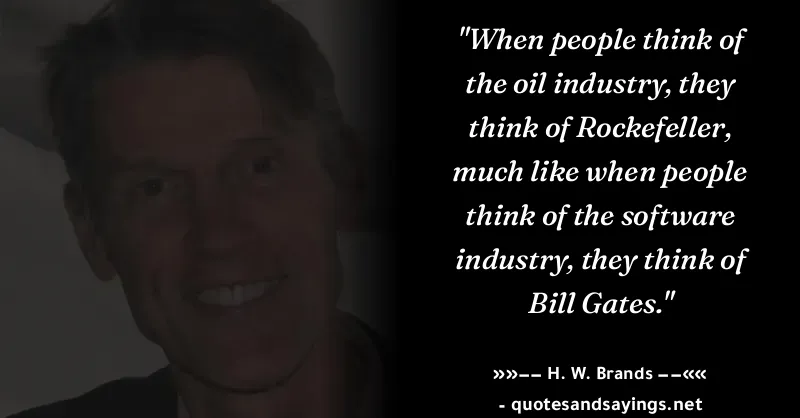 "When people think of
the oil industry, they
think of Rockefeller,
much like when people
think of the software
industry, they think of
Bill Gates."
»»−− H. W. Brands −−««
- quotesandsayings.net